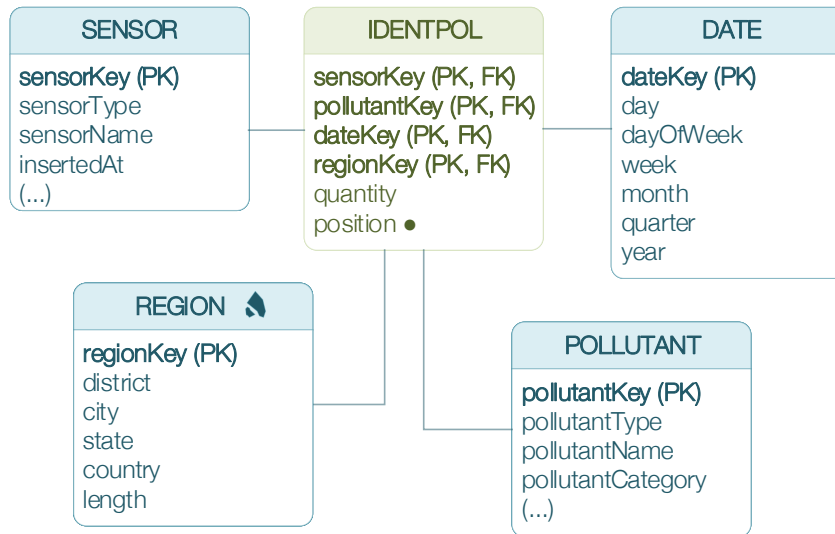 SENSOR
sensorKey (PK)
sensorType
sensorName
insertedAt
(...)
IDENTPOL
sensorKey (PK, FK)
pollutantKey (PK, FK)
dateKey (PK, FK)
regionKey (PK, FK)
quantity
position ●
DATE
dateKey (PK)
day
dayOfWeek
week
month
quarter
year
REGION
regionKey (PK)
district
city
state
country
length
POLLUTANT
pollutantKey (PK)
pollutantType
pollutantName
pollutantCategory
(...)